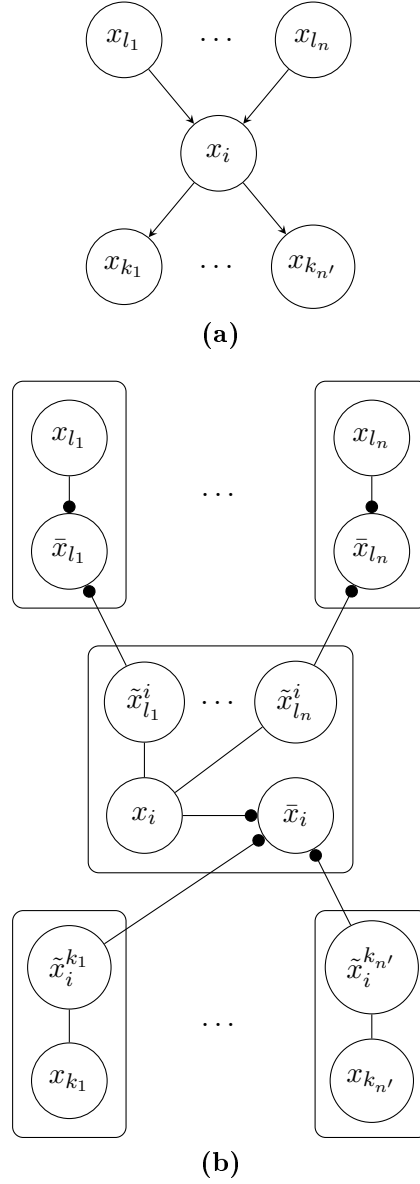 x_{l_1} ⋯ x_{l_n}
x_i
x_{k_1} ⋯ x_{k_{n'}}
(a)
x_{l_1} x_{l_n}
⋯
x̄_{l_1} x̄_{l_n}
x̃^i_{l_1} ⋯ x̃^i_{l_n}
x_i x̄_i
x̃_i^{k_1} x̃_i^{k_{n'}}
⋯
x_{k_1} x_{k_{n'}}
(b)